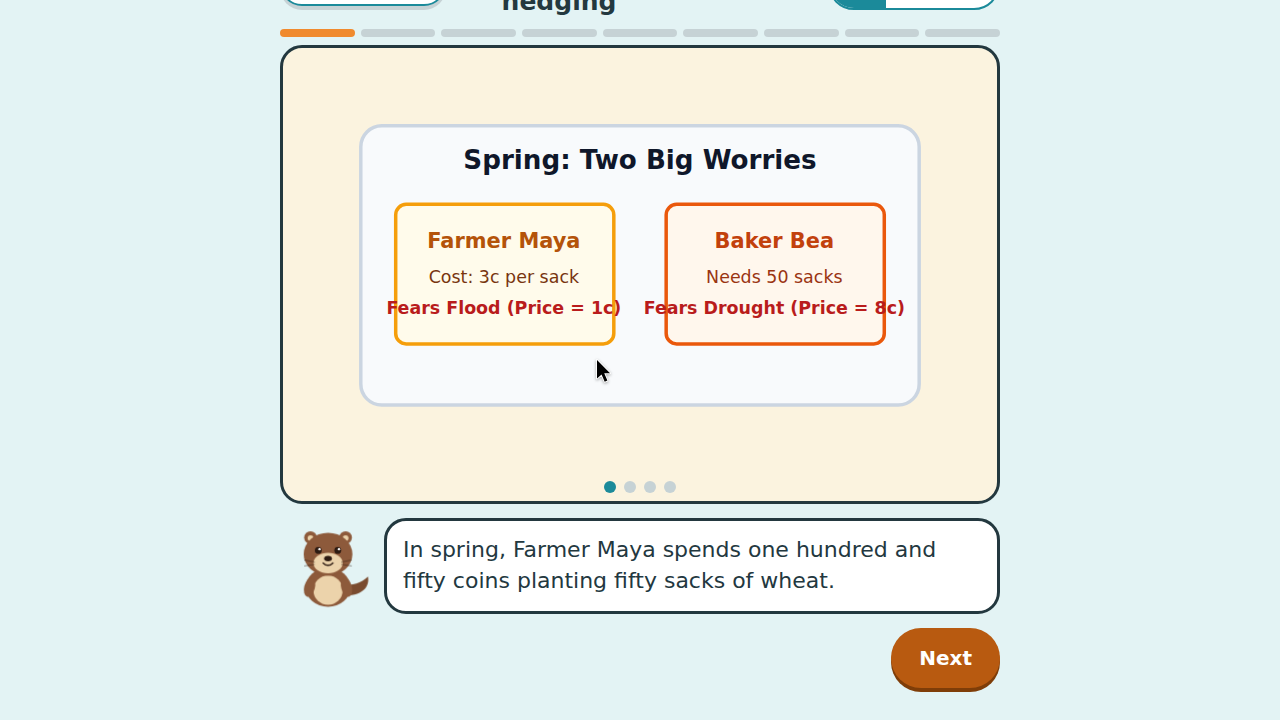 hedging
Spring: Two Big Worries
Farmer Maya
Cost: 3c per sack
Fears Flood (Price = 1c)
Baker Bea
Needs 50 sacks
Fears Drought (Price = 8c)
In spring, Farmer Maya spends one hundred and
fifty coins planting fifty sacks of wheat.
Next